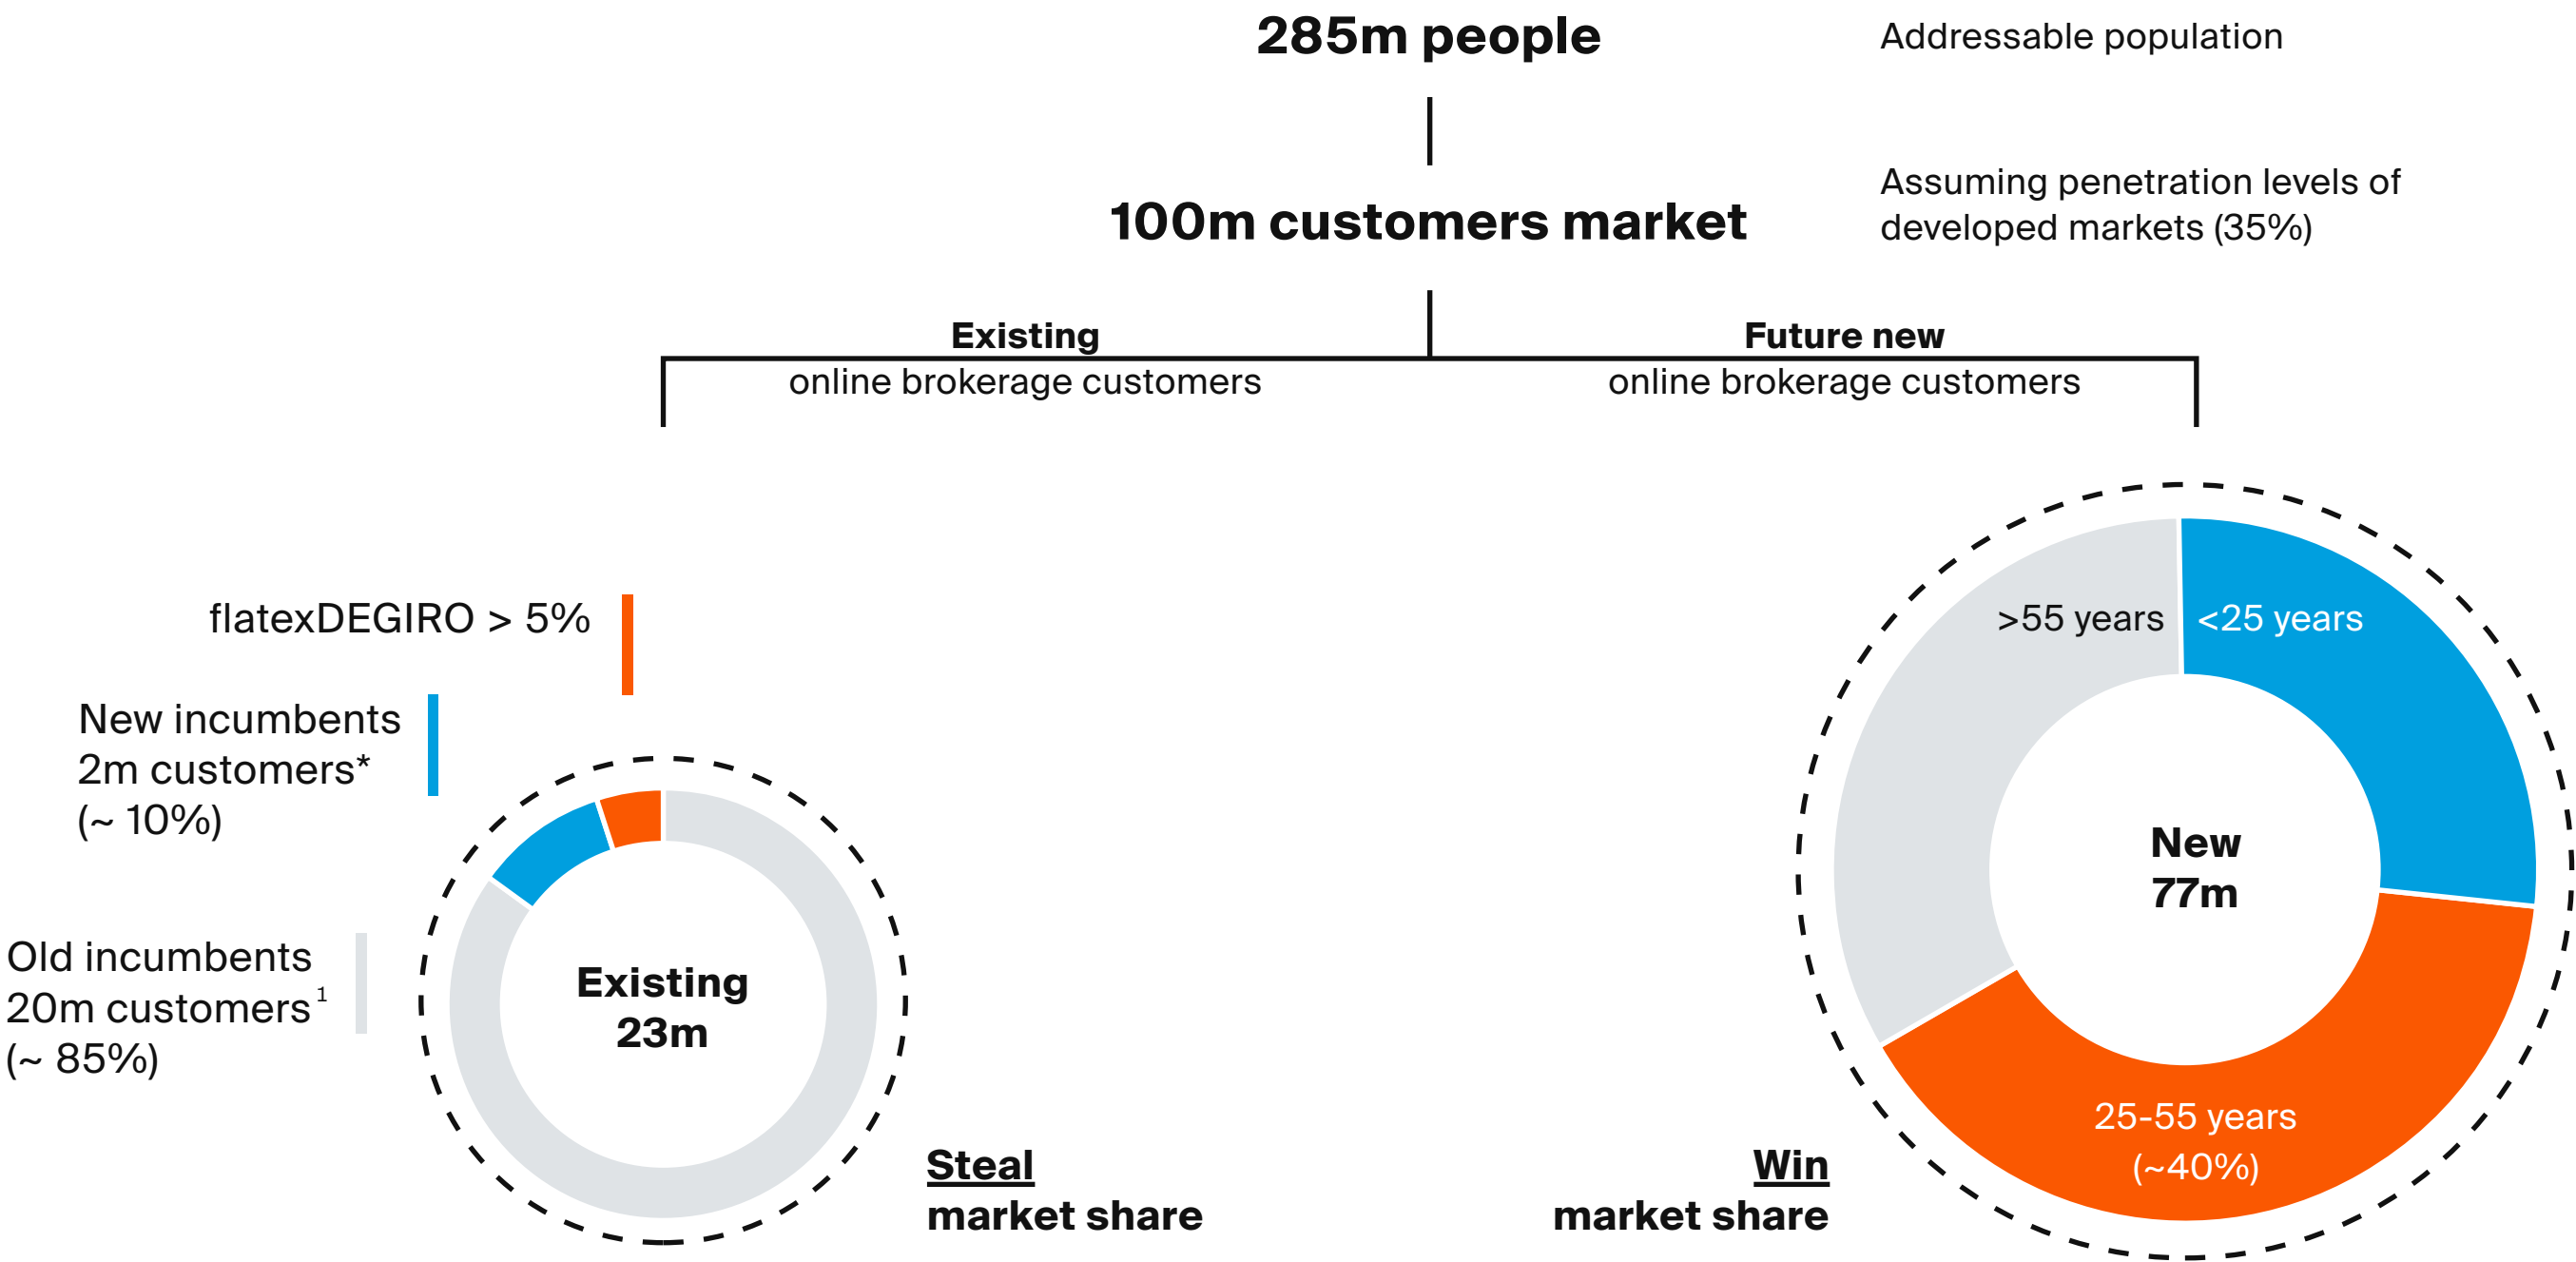 285m people
Addressable population
100m customers market
Assuming penetration levels of
developed markets (35%)
Existing
online brokerage customers
Future new
online brokerage customers
flatexDEGIRO > 5%
New incumbents
2m customers*
(~ 10%)
Old incumbents
20m customers¹
(~ 85%)
Existing
23m
Steal
market share
>55 years
<25 years
New
77m
25-55 years
(~40%)
Win
market share